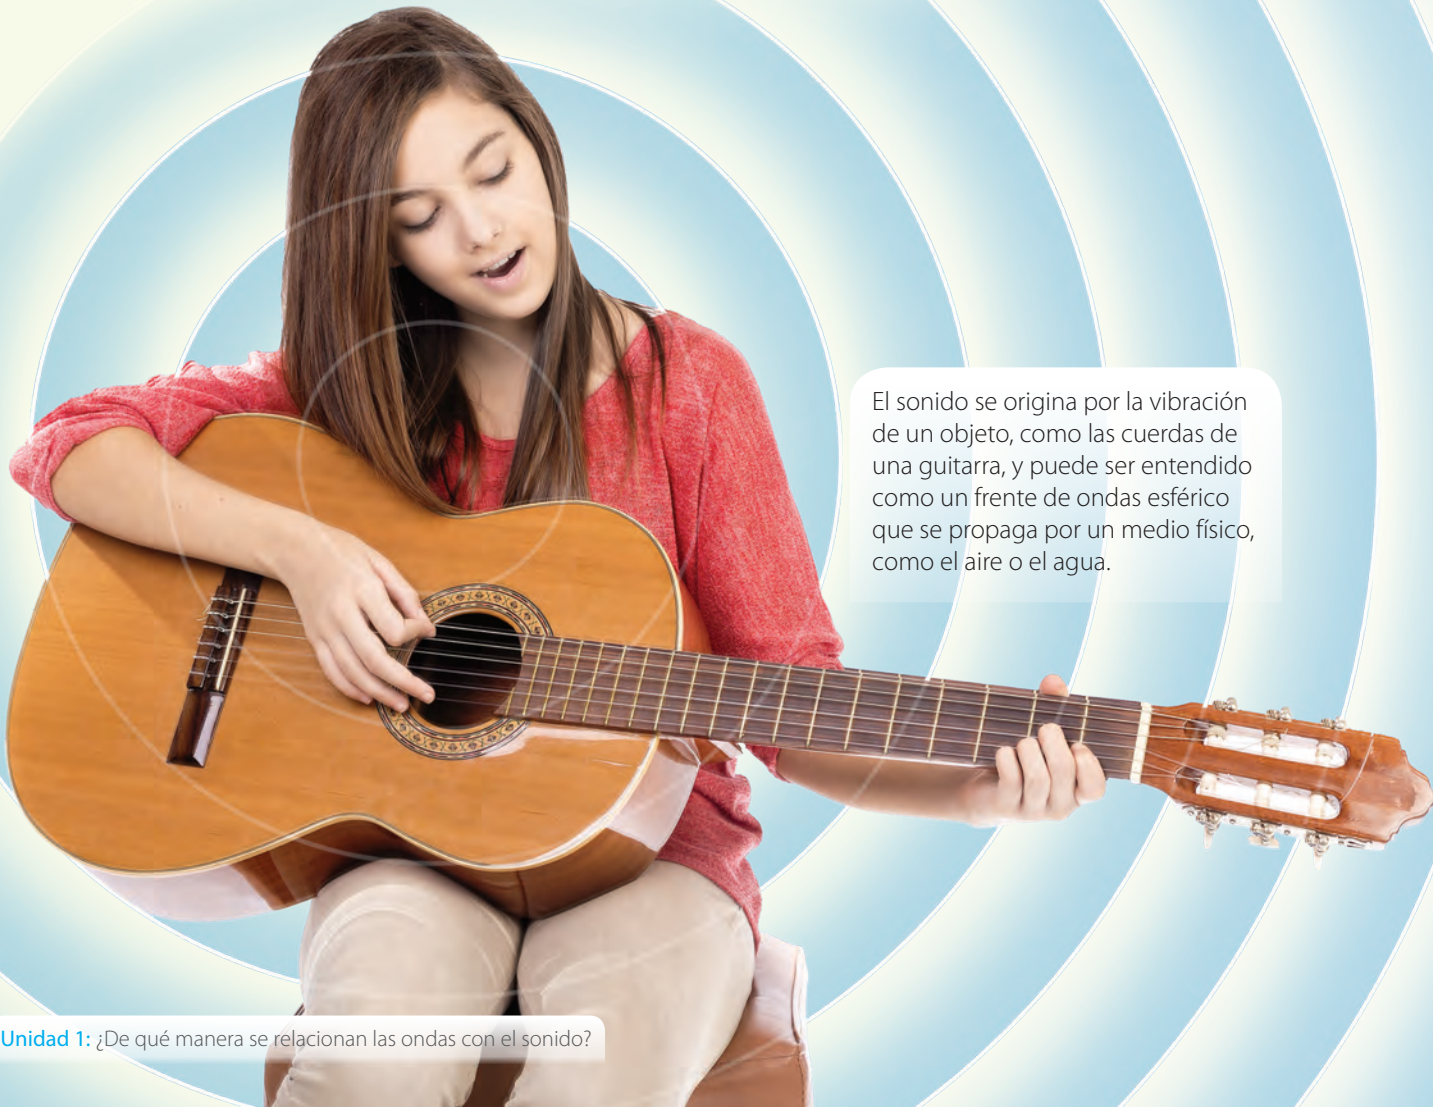 El sonido se origina por la vibración
de un objeto, como las cuerdas de
una guitarra, y puede ser entendido
como un frente de ondas esférico
que se propaga por un medio físico,
como el aire o el agua.
Unidad 1: ¿De qué manera se relacionan las ondas con el sonido?